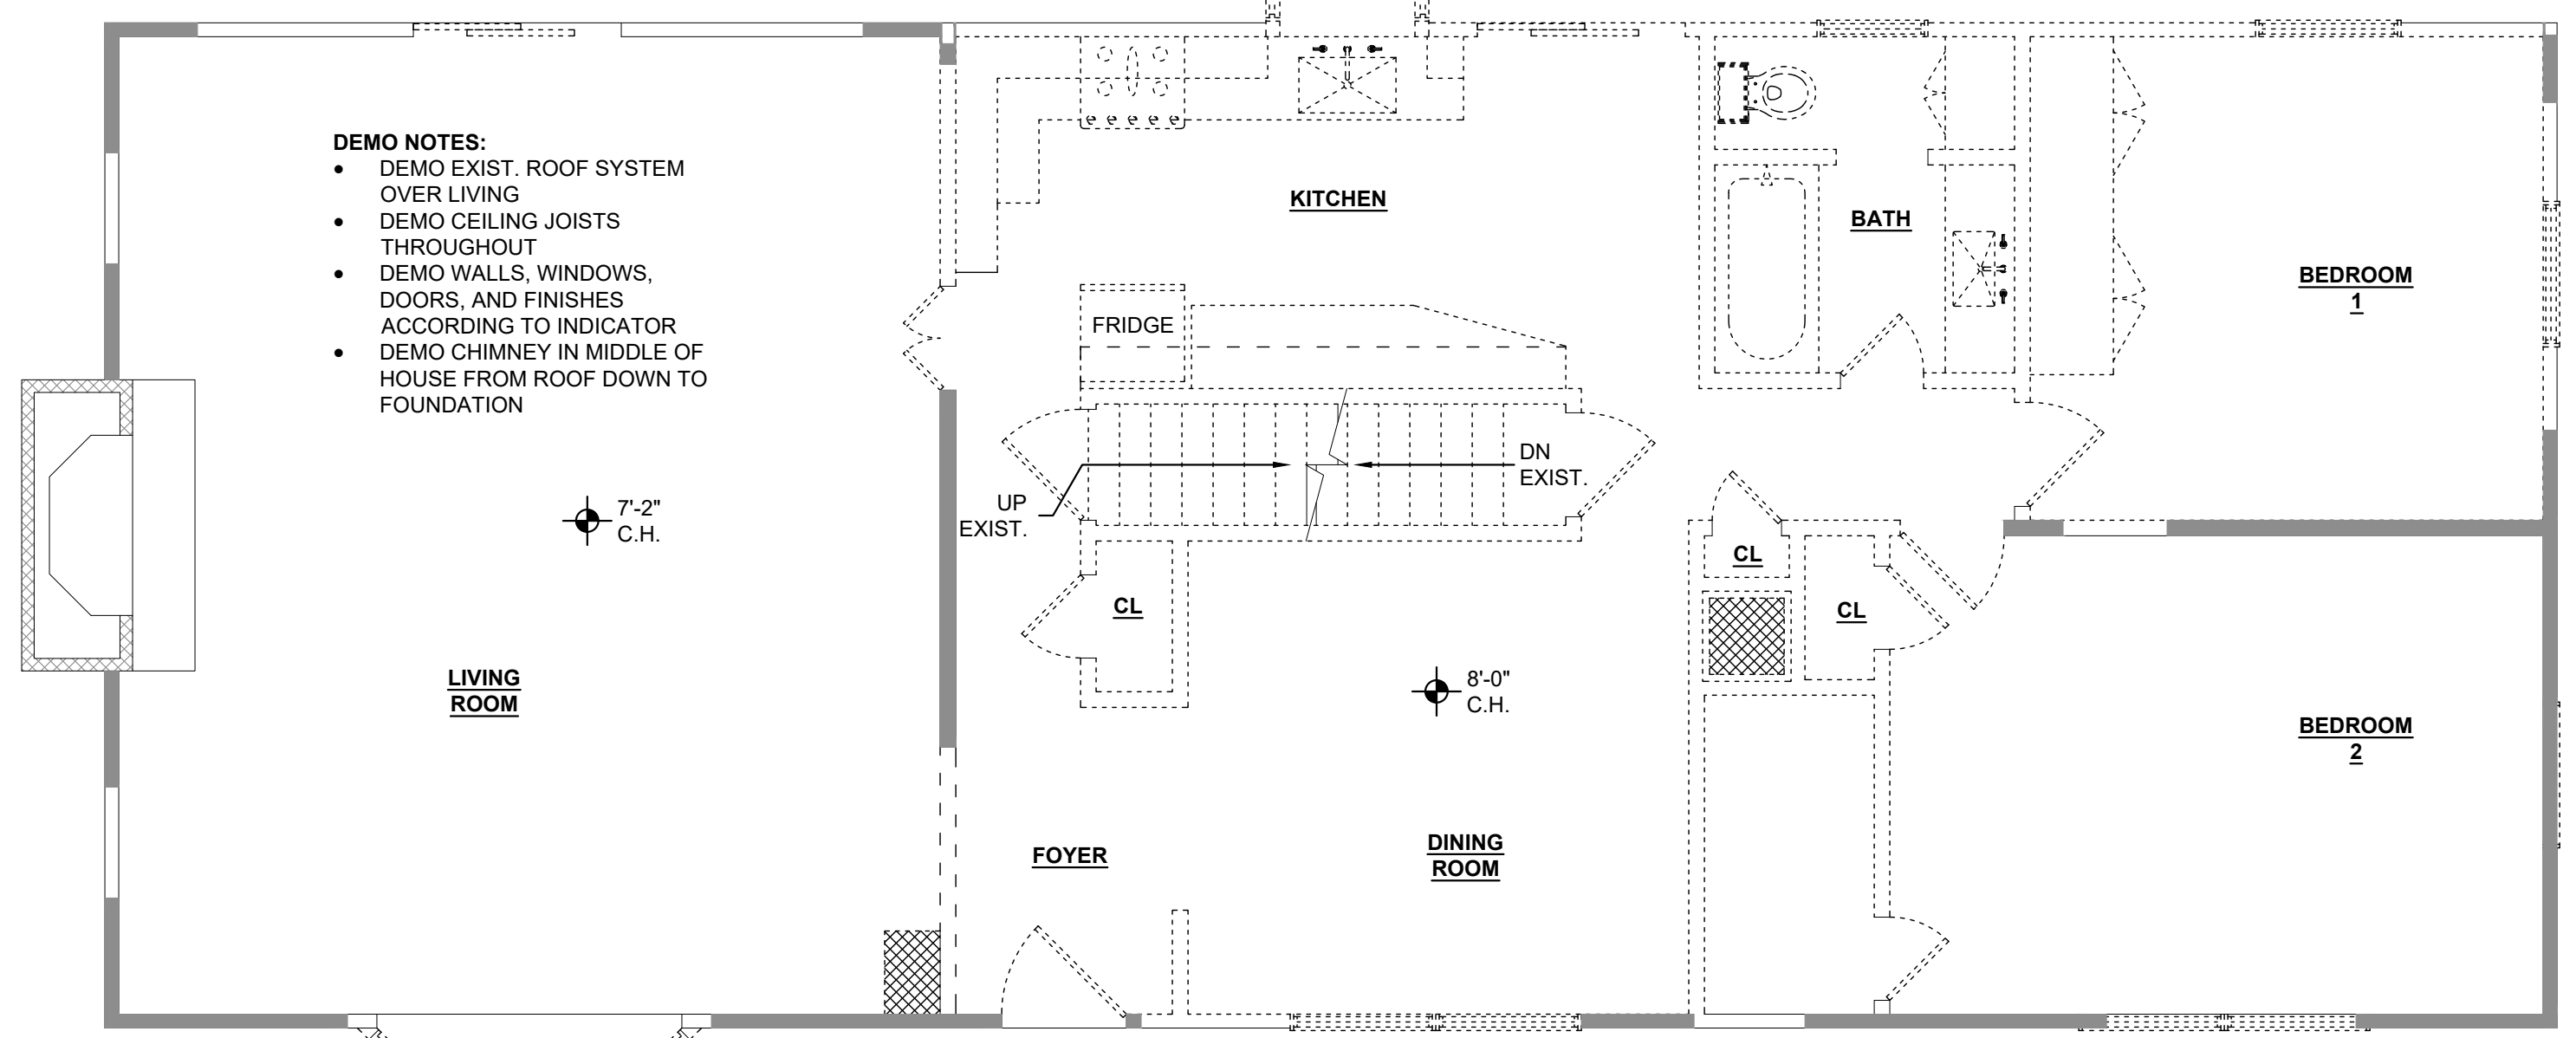 DEMO NOTES:
• DEMO EXIST. ROOF SYSTEM
OVER LIVING
• DEMO CEILING JOISTS
THROUGHOUT
• DEMO WALLS, WINDOWS,
DOORS, AND FINISHES
ACCORDING TO INDICATOR
• DEMO CHIMNEY IN MIDDLE OF
HOUSE FROM ROOF DOWN TO
FOUNDATION
7'-2"
C.H.
LIVING
ROOM
KITCHEN
FRIDGE
BATH
BEDROOM
1
UP
EXIST.
DN
EXIST.
CL
CL
CL
8'-0"
C.H.
FOYER
DINING
ROOM
BEDROOM
2